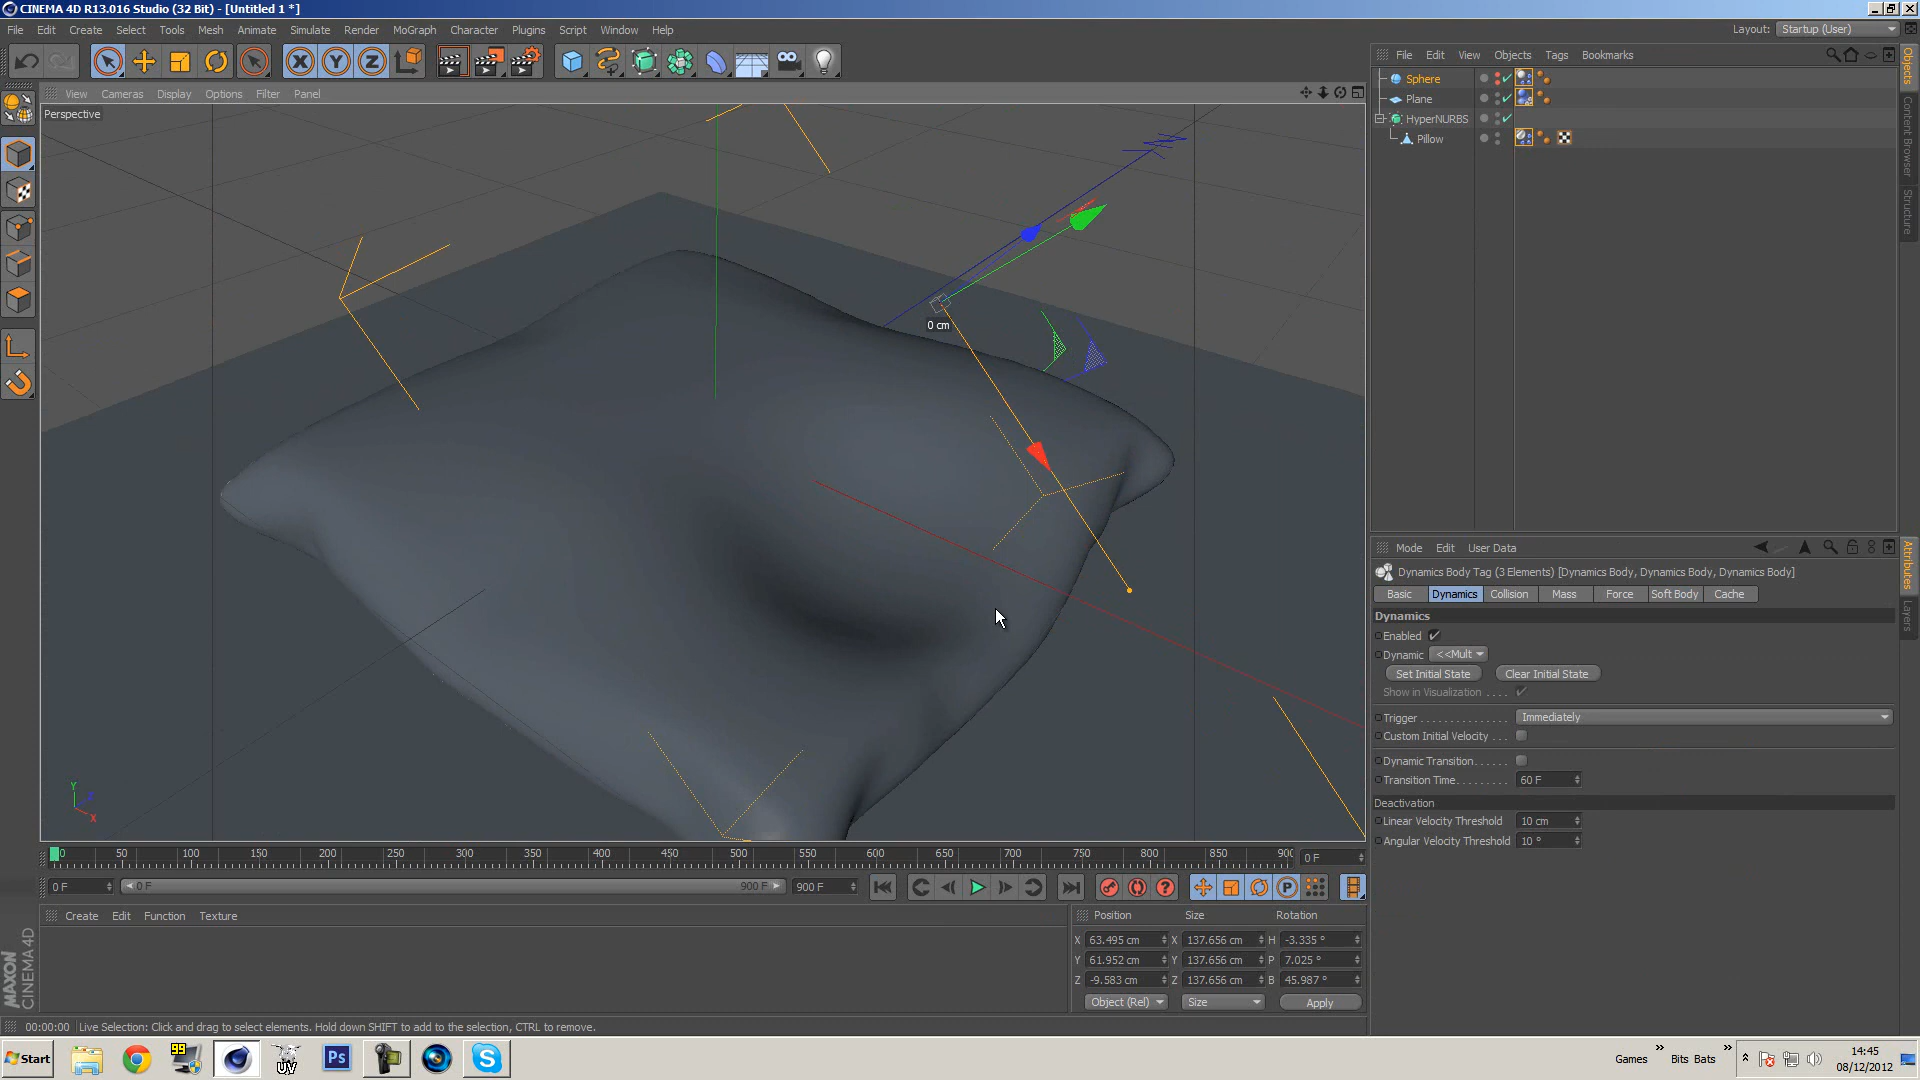 CINEMA 4D R13.016 Studio (32 Bit) - [Untitled 1 *]
File Edit Create Select Tools Mesh Animate Simulate Render MoGraph Character Plugins Script Window Help
Layout: Startup (User)
X Y Z
File Edit View Objects Tags Bookmarks
View Cameras Display Options Filter Panel
Perspective
Sphere
Plane
HyperNURBS
Pillow
Objects
Content Browser
Structure
0 cm
Mode Edit User Data
Dynamics Body Tag (3 Elements) [Dynamics Body, Dynamics Body, Dynamics Body]
Basic Dynamics Collision Mass Force Soft Body Cache
Dynamics
Enabled
Dynamic <<Mult
Set Initial State Clear Initial State
Show in Visualization . . . .
Trigger . . . . . . . . . . . . . . . Immediately
Custom Initial Velocity . . .
Dynamic Transition. . . . . .
Transition Time. . . . . . . . . 60 F
Deactivation
Linear Velocity Threshold 10 cm
Angular Velocity Threshold 10 °
Attributes
Layers
Y
Z
X
0 50 100 150 200 250 300 350 400 450 500 550 600 650 700 750 800 850 900
0 F
0 F 0 F 900 F 900 F
P
Create Edit Function Texture
Position Size Rotation
X 63.495 cm X 137.656 cm H -3.335 °
Y 61.952 cm Y 137.656 cm P 7.025 °
Z -9.583 cm Z 137.656 cm B 45.987 °
Object (Rel) Size Apply
MAXON
CINEMA 4D
00:00:00 Live Selection: Click and drag to select elements. Hold down SHIFT to add to the selection, CTRL to remove.
Start
99
UV
Ps
Games » Bits Bats »
14:45
08/12/2012